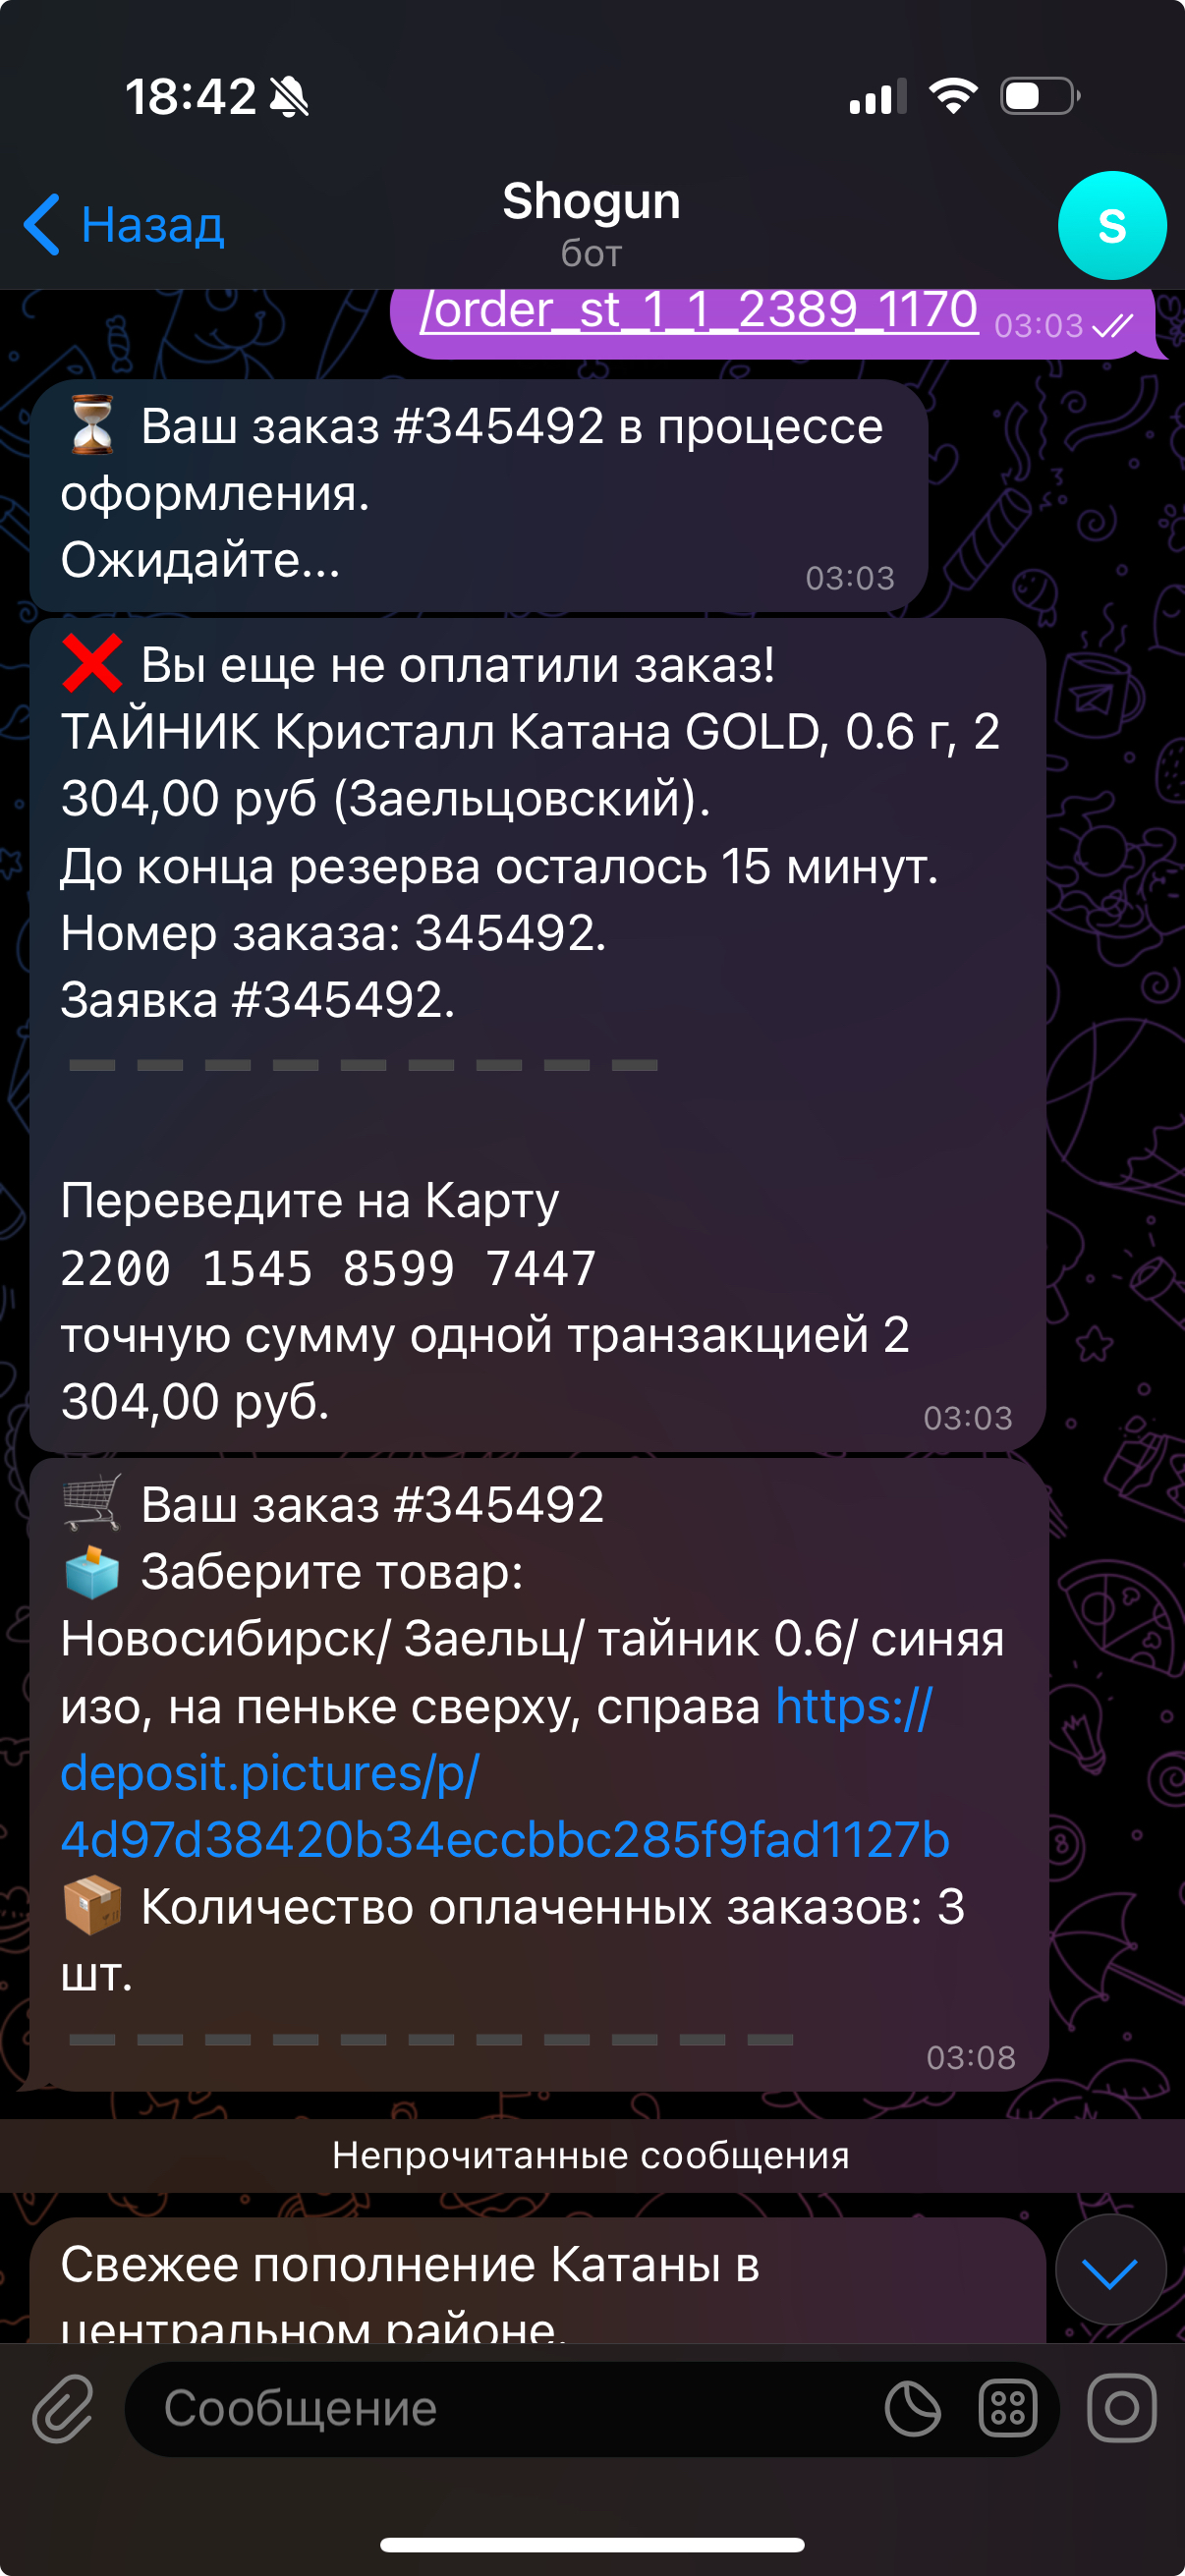 18:42
Назад
Shogun
бот
S
/order_st_1_1_2389_1170 03:03
Ваш заказ #345492 в процессе
оформления.
Ожидайте...
03:03
Вы еще не оплатили заказ!
ТАЙНИК Кристалл Катана GOLD, 0.6 г, 2
304,00 руб (Заельцовский).
До конца резерва осталось 15 минут.
Номер заказа: 345492.
Заявка #345492.
Переведите на Карту
2200 1545 8599 7447
точную сумму одной транзакцией 2
304,00 руб.
03:03
Ваш заказ #345492
Заберите товар:
Новосибирск/ Заельц/ тайник 0.6/ синяя
изо, на пеньке сверху, справа https://
deposit.pictures/p/
4d97d38420b34eccbbc285f9fad1127b
Количество оплаченных заказов: 3
шт.
03:08
Непрочитанные сообщения
Свежее пополнение Катаны в
центральном районе.
Сообщение